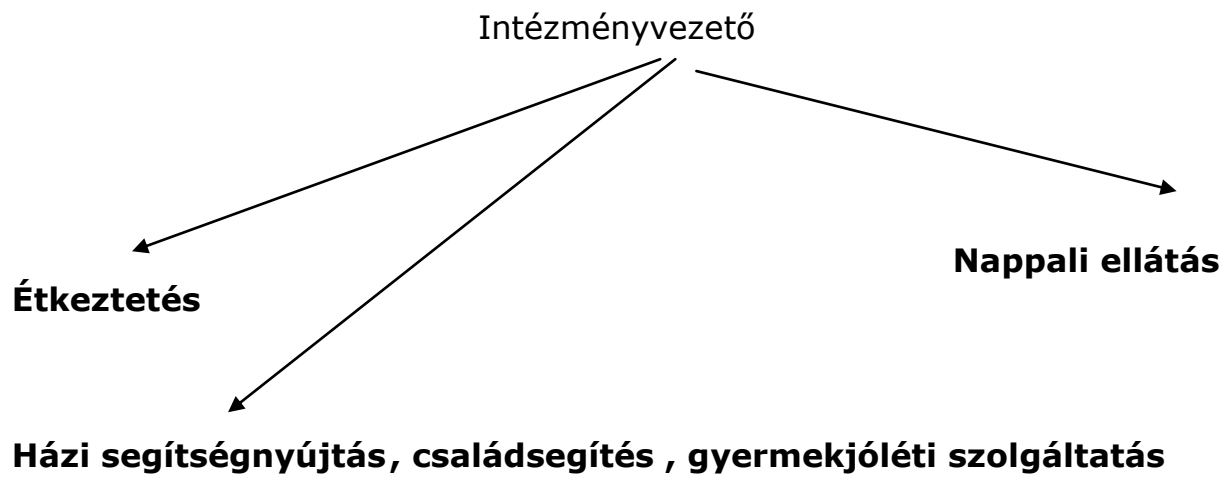 Intézményvezető
Nappali ellátás
Étkeztetés
Házi segítségnyújtás, családsegítés , gyermekjóléti szolgáltatás